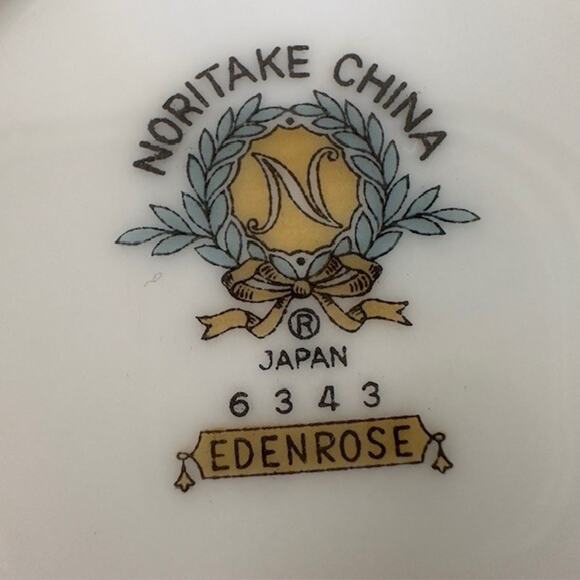 NORITAKE CHINA
N
®
JAPAN
6343
EDENROSE